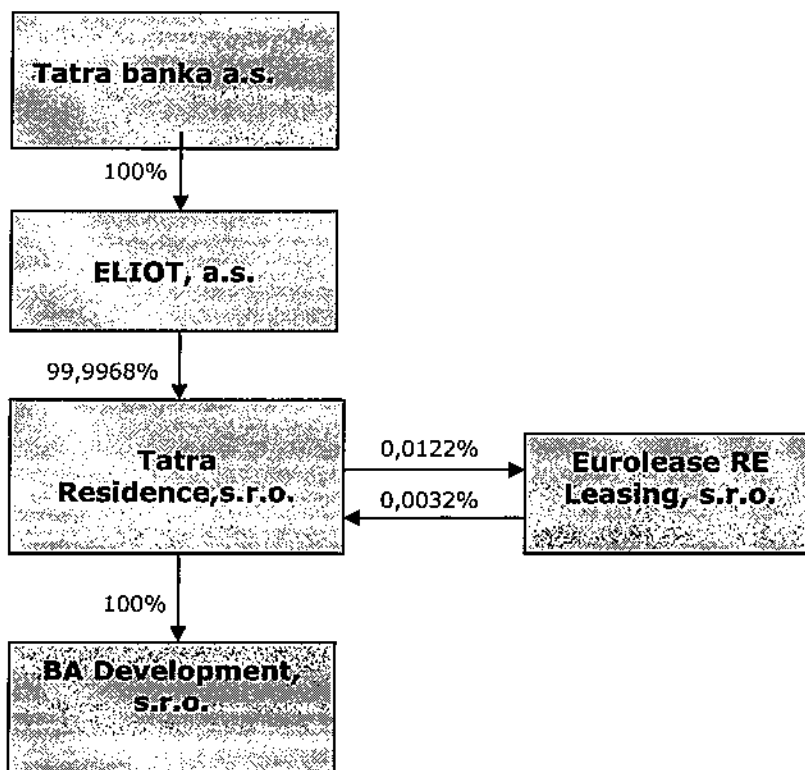 Tatra banka a.s.
100%
ELIOT, a.s.
99,9968%
Tatra
Residence,s.r.o.
0,0122%
0,0032%
Eurolease RE
Leasing, s.r.o.
100%
BA Development,
s.r.o.